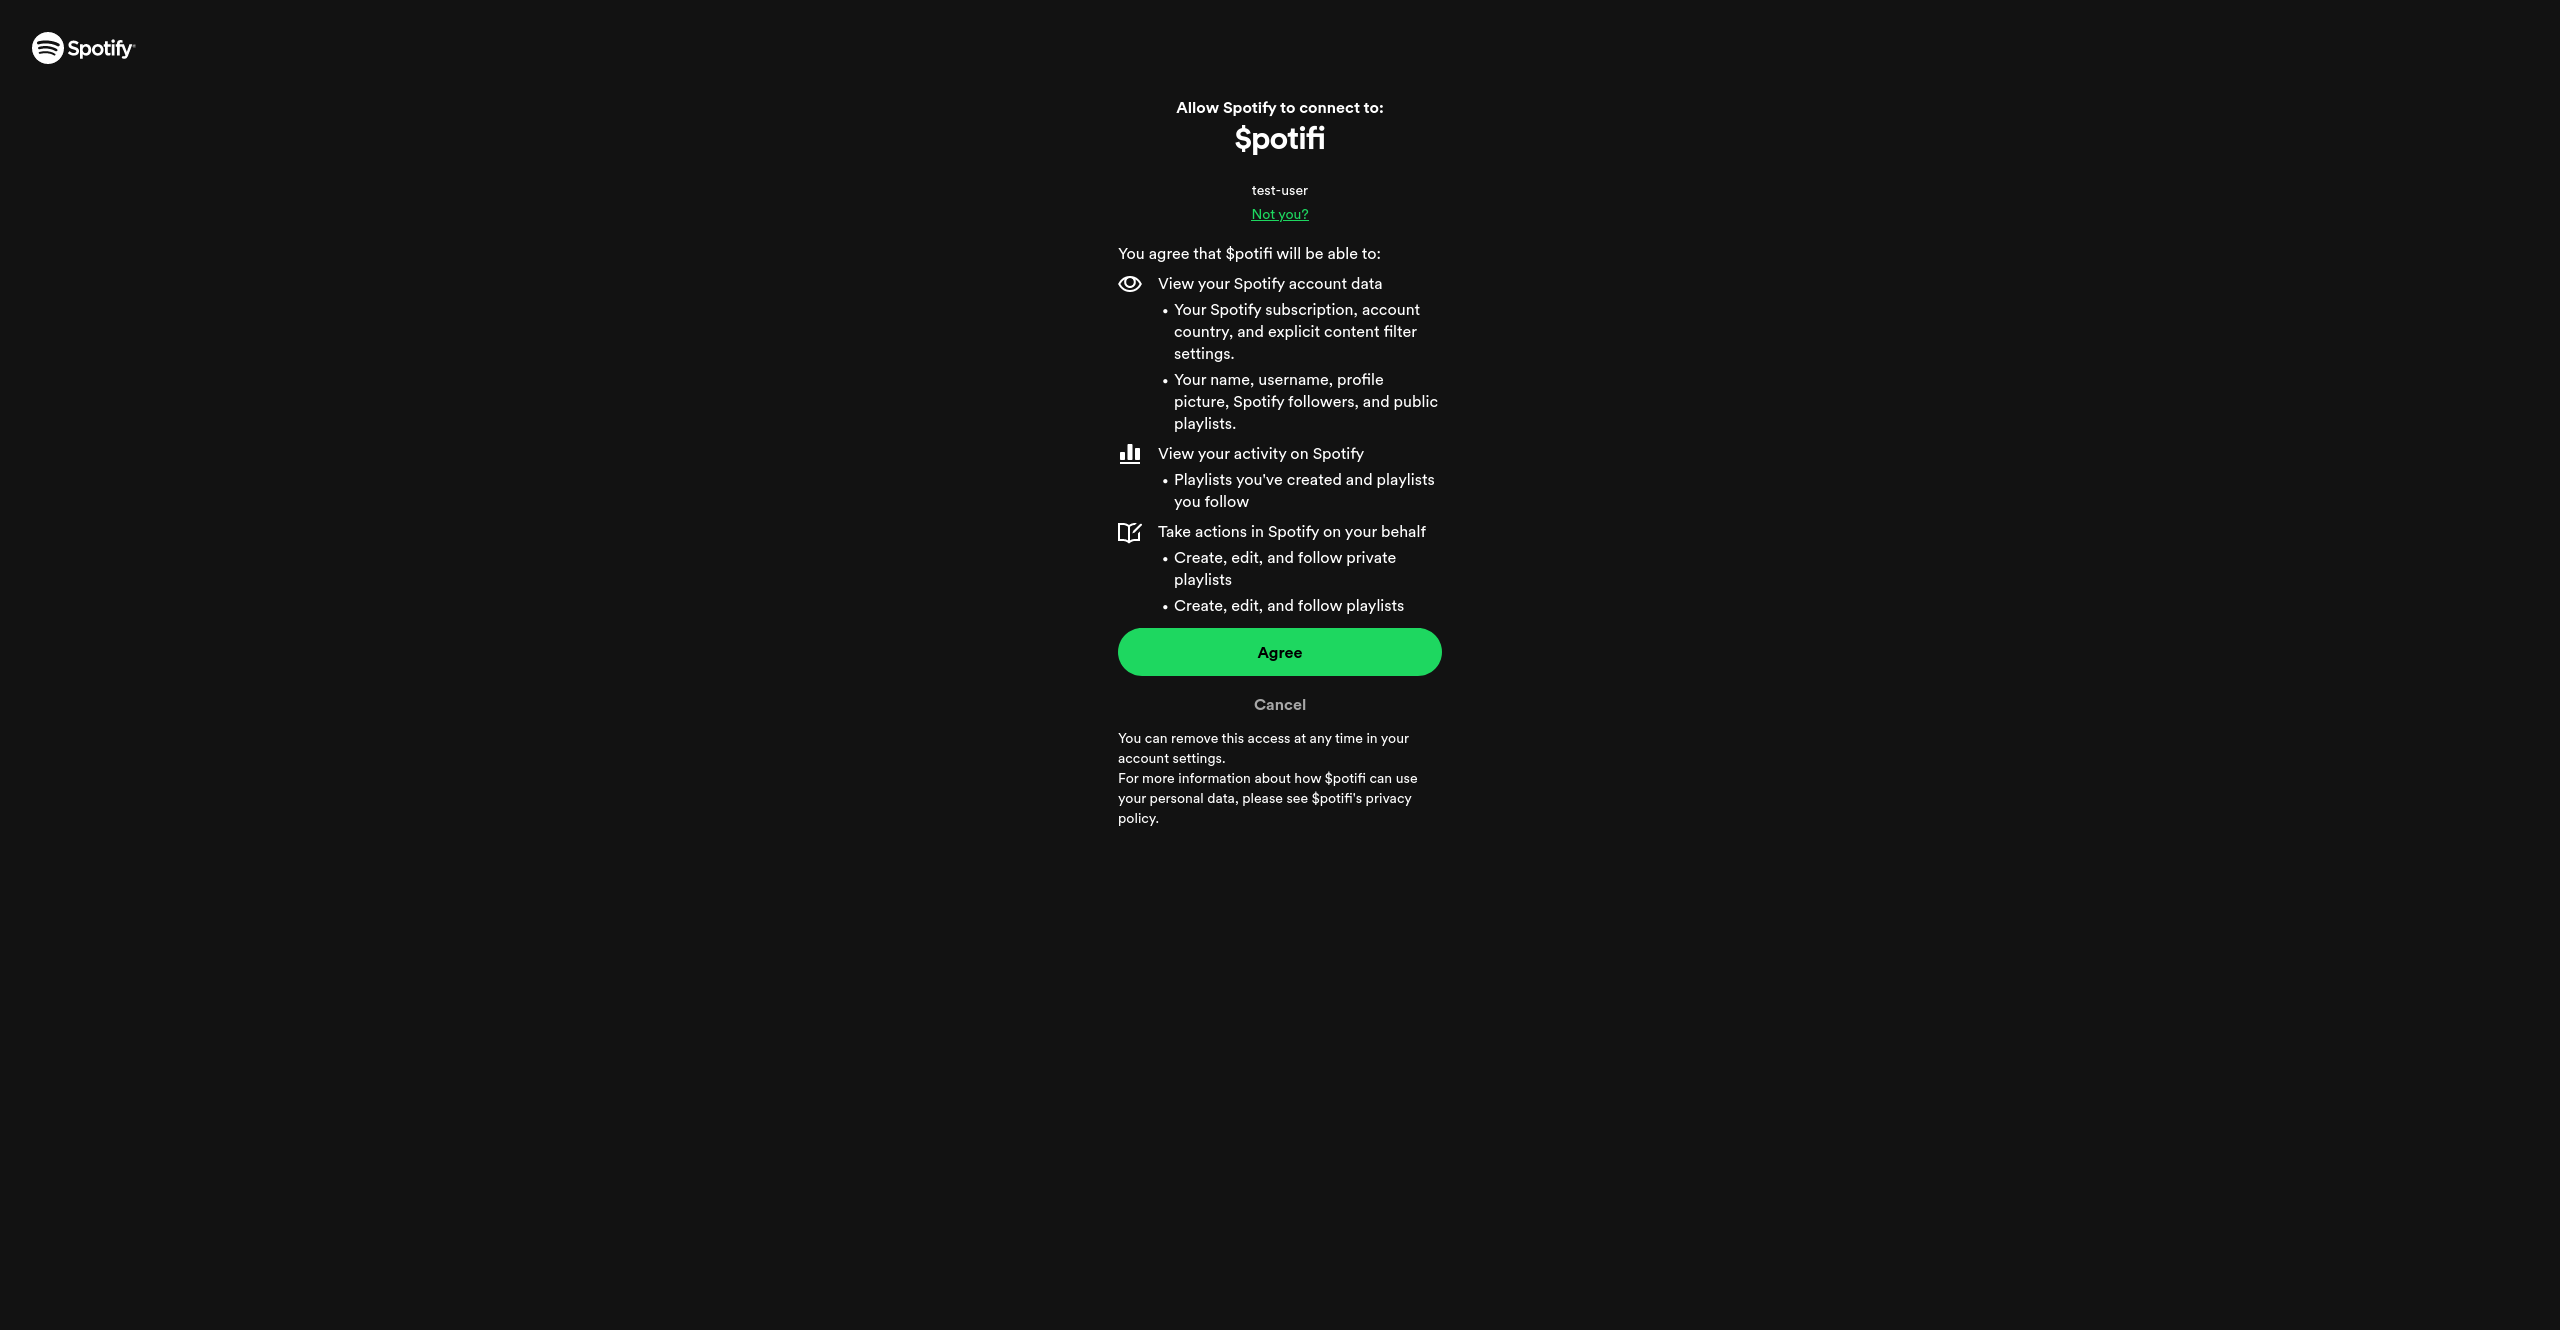 Spotify
Allow Spotify to connect to:
$potifi
test-user
Not you?
You agree that $potifi will be able to:
View your Spotify account data
• Your Spotify subscription, account
country, and explicit content filter
settings.
• Your name, username, profile
picture, Spotify followers, and public
playlists.
View your activity on Spotify
• Playlists you've created and playlists
you follow
Take actions in Spotify on your behalf
• Create, edit, and follow private
playlists
• Create, edit, and follow playlists
Agree
Cancel
You can remove this access at any time in your
account settings.
For more information about how $potifi can use
your personal data, please see $potifi's privacy
policy.